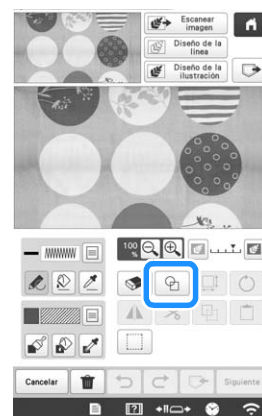 Escanear
imagen
Diseño de la
línea
Diseño de la
ilustración
100
%
Cancelar
Siguiente